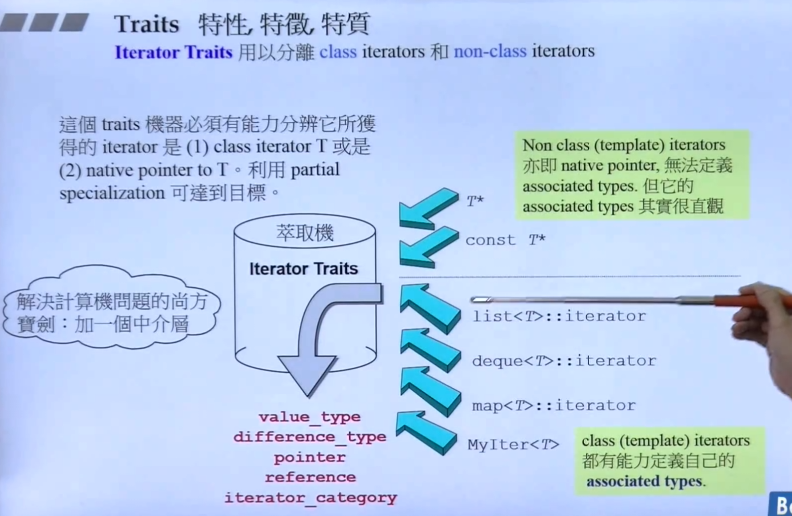 Traits 特性, 特徵, 特質
Iterator Traits 用以分離 class iterators 和 non-class iterators
這個 traits 機器必須有能力分辨它所獲
得的 iterator 是 (1) class iterator T 或是
(2) native pointer to T。利用 partial
specialization 可達到目標。
Non class (template) iterators
亦即 native pointer, 無法定義
associated types. 但它的
associated types 其實很直觀
T*
const T*
萃取機
Iterator Traits
解決計算機問題的尚方
寶劍：加一個中介層
list<T>::iterator
deque<T>::iterator
map<T>::iterator
MyIter<T>
value_type
difference_type
pointer
reference
iterator_category
class (template) iterators
都有能力定義自己的
associated types.